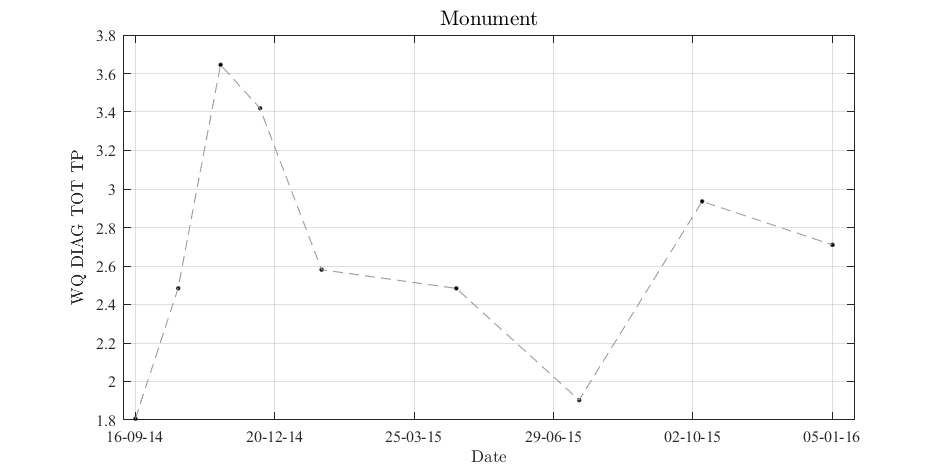 Monument
3.8
3.6
3.4
3.2
3
2.8
2.6
2.4
2.2
2
1.8
WQ DIAG TOT TP
16-09-14 20-12-14 25-03-15 29-06-15 02-10-15 05-01-16
Date